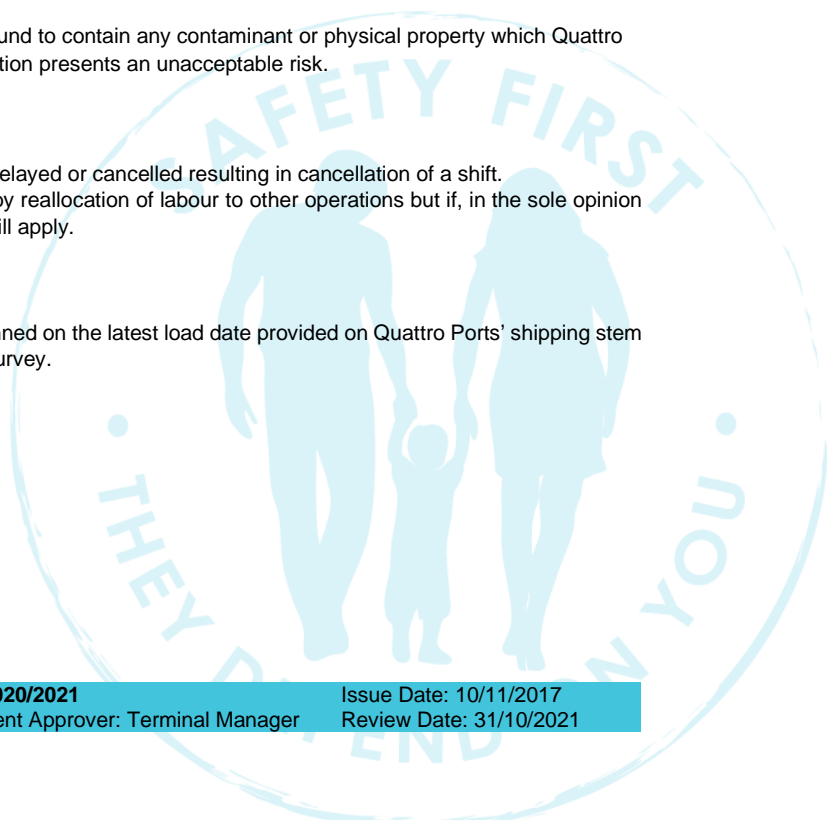 und to contain any contaminant or physical property which Quattro
tion presents an unacceptable risk.
elayed or cancelled resulting in cancellation of a shift.
by reallocation of labour to other operations but if, in the sole opinion
ill apply.
nned on the latest load date provided on Quattro Ports' shipping stem
urvey.
SAFETY FIRST
THEY DEPEND ON YOU
020/2021 Issue Date: 10/11/2017
ent Approver: Terminal Manager Review Date: 31/10/2021